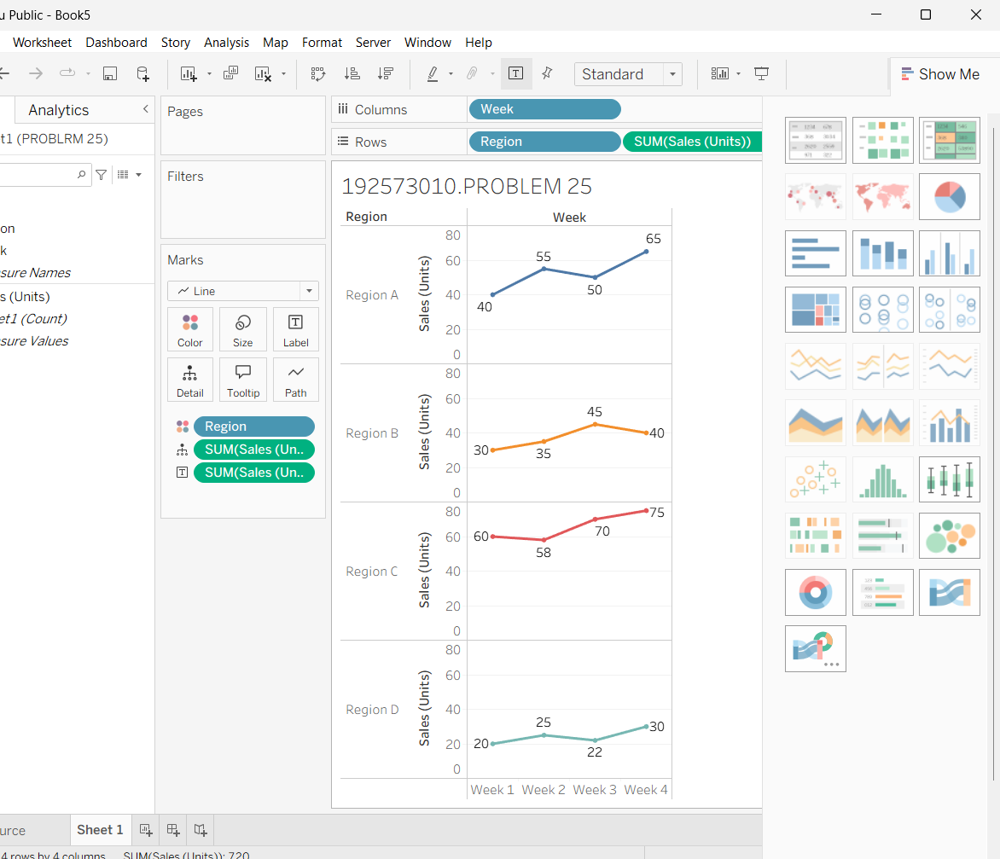 u Public - Book5
Worksheet Dashboard Story Analysis Map Format Server Window Help
Standard
Show Me
Analytics
Pages
Columns
Week
t1 (PROBLRM 25)
Rows
Region
SUM(Sales (Units))
Filters
192573010.PROBLEM 25
Region
Week
on
k
sure Names
s (Units)
et1 (Count)
sure Values
Marks
Line
Color
Size
Label
Detail
Tooltip
Path
Region
SUM(Sales (Un..
SUM(Sales (Un..
Region A
Sales (Units)
80
60
40
20
0
40
55
50
65
Region B
Sales (Units)
80
60
40
20
0
30
35
45
40
Region C
Sales (Units)
80
60
40
20
0
60
58
70
75
Region D
Sales (Units)
80
60
40
20
0
20
25
22
30
Week 1 Week 2 Week 3 Week 4
urce
Sheet 1
4 rows by 4 columns
SUM(Sales (Units)): 720